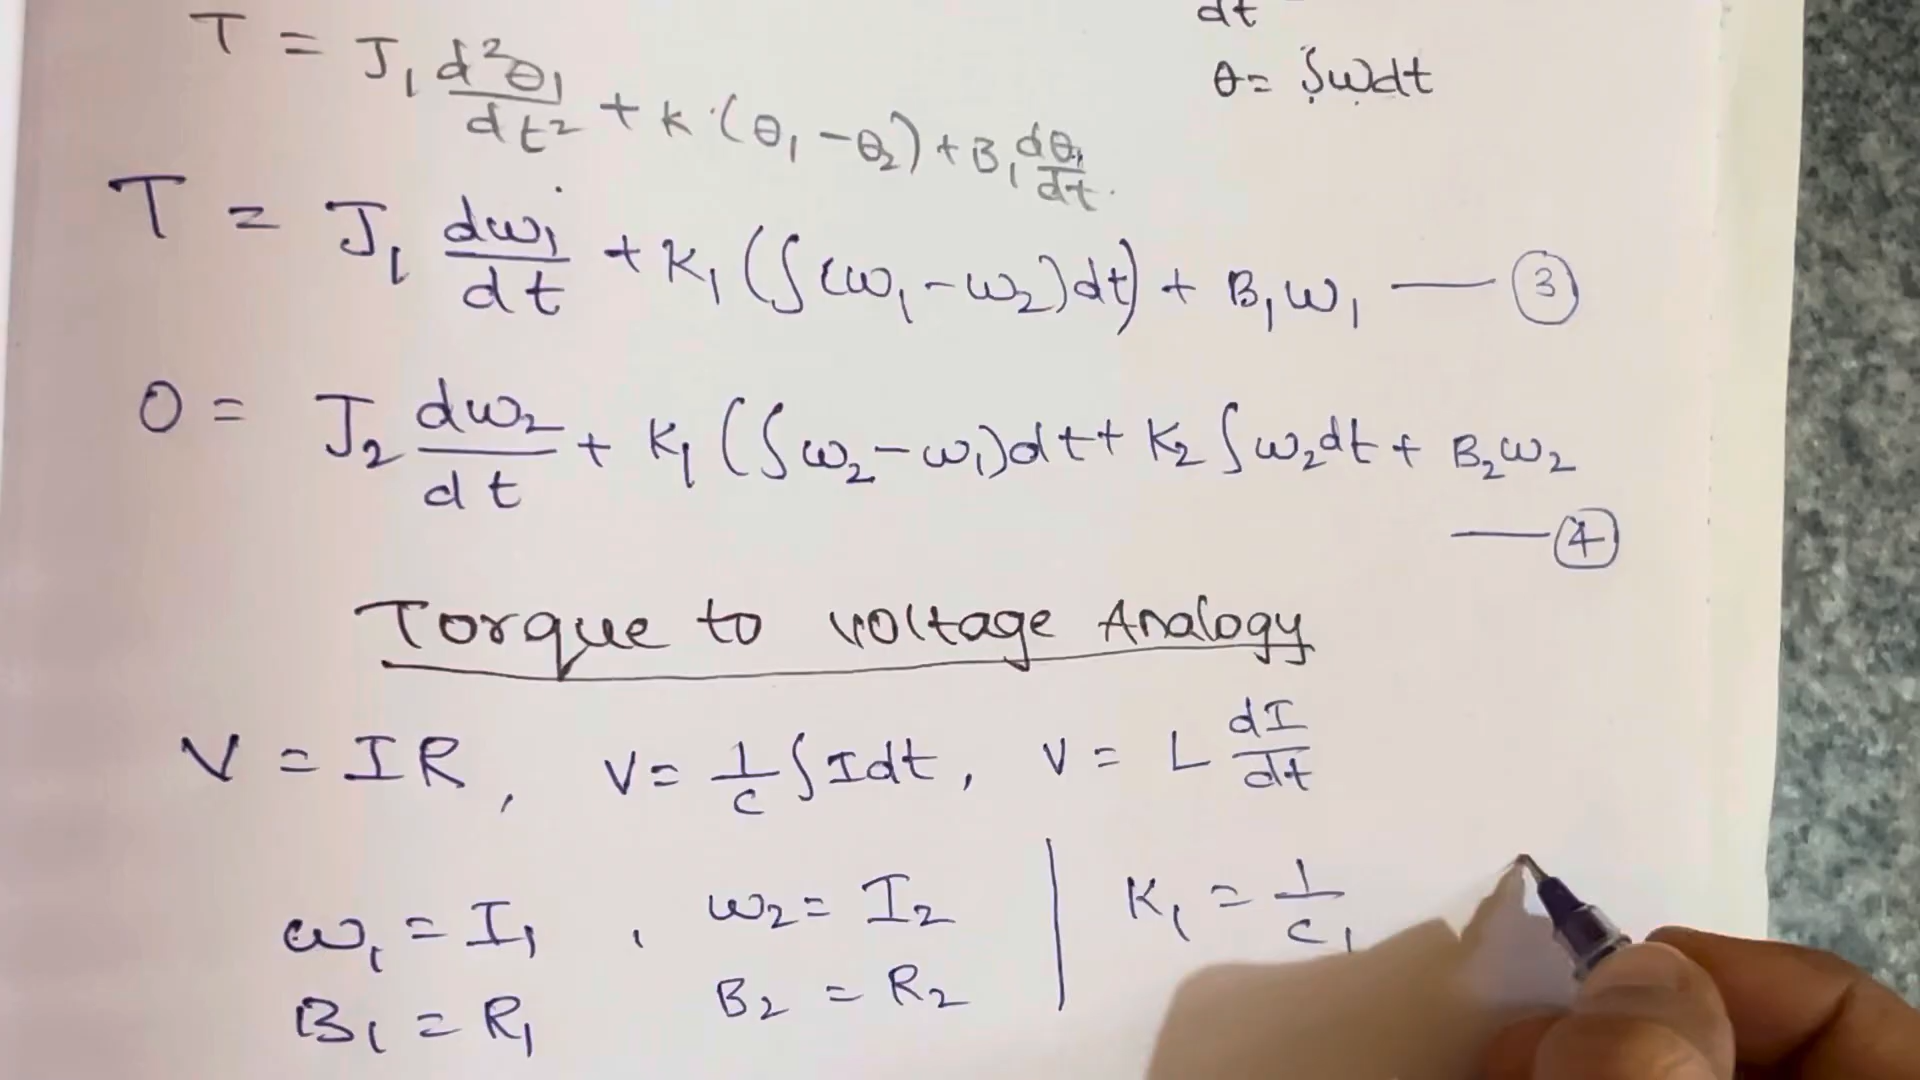 dt
θ = ∫ωdt
T = J₁ d²θ₁/dt² + K (θ₁ - θ₂) + B₁ dθ₁/dt
T = J₁ dω₁/dt + K₁ (∫(ω₁ - ω₂)dt) + B₁ω₁ — ③
0 = J₂ dω₂/dt + K₁ (∫ω₂ - ω₁)dt + K₂ ∫ω₂dt + B₂ω₂
— ④
Torque to voltage Analogy
V = IR, V = 1/C ∫Idt, V = L dI/dt
ω₁ = I₁, ω₂ = I₂ | K₁ = 1/C₁
B₁ = R₁ B₂ = R₂